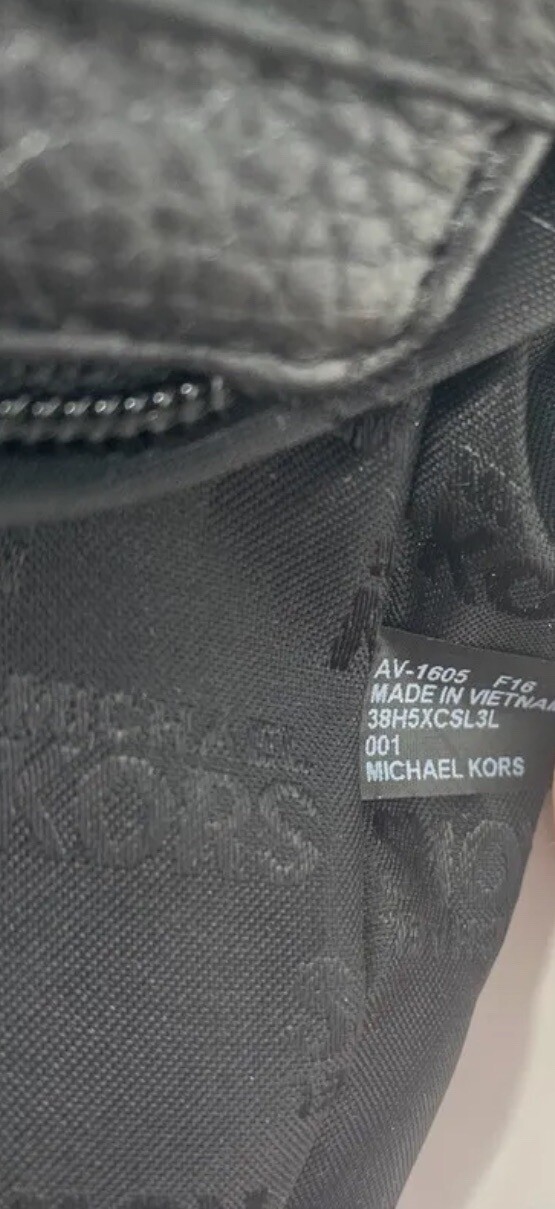 AV-1605 F16
MADE IN VIETNAM
38H5XCSL3L
001
MICHAEL KORS
MICHAEL
KORS